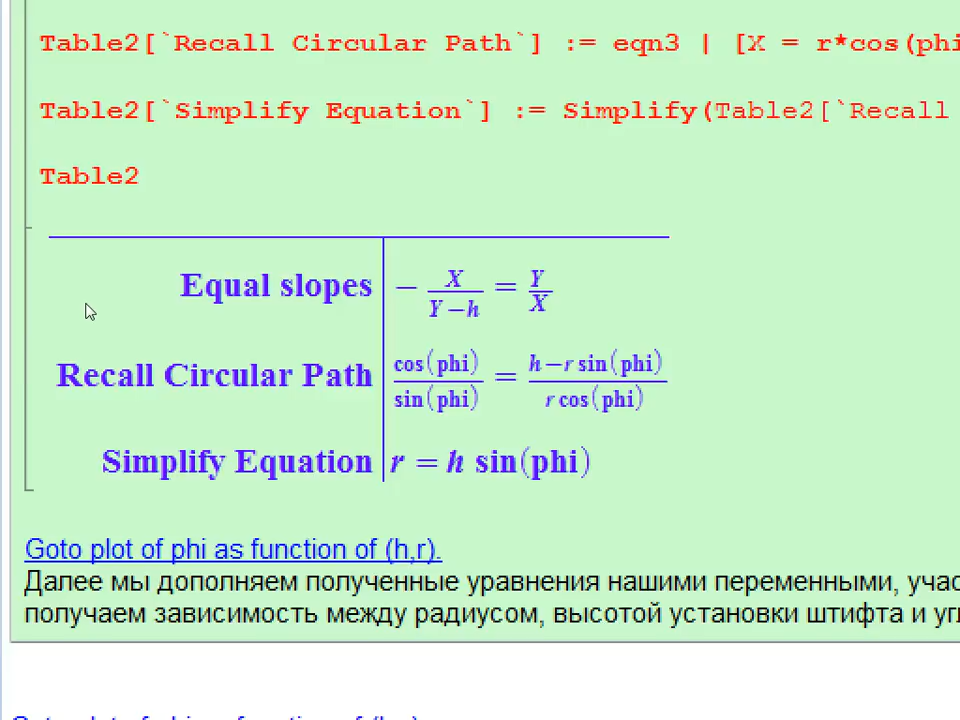 Table2[`Recall Circular Path`] := eqn3 | [X = r*cos(phi
Table2[`Simplify Equation`] := Simplify(Table2[`Recall
Table2
Equal slopes − X/(Y−h) = Y/X
Recall Circular Path cos(phi)/sin(phi) = (h−r sin(phi))/(r cos(phi))
Simplify Equation r = h sin(phi)
Goto plot of phi as function of (h,r).
Далее мы дополняем полученные уравнения нашими переменными,
получаем зависимость между радиусом, высотой установки штифта и